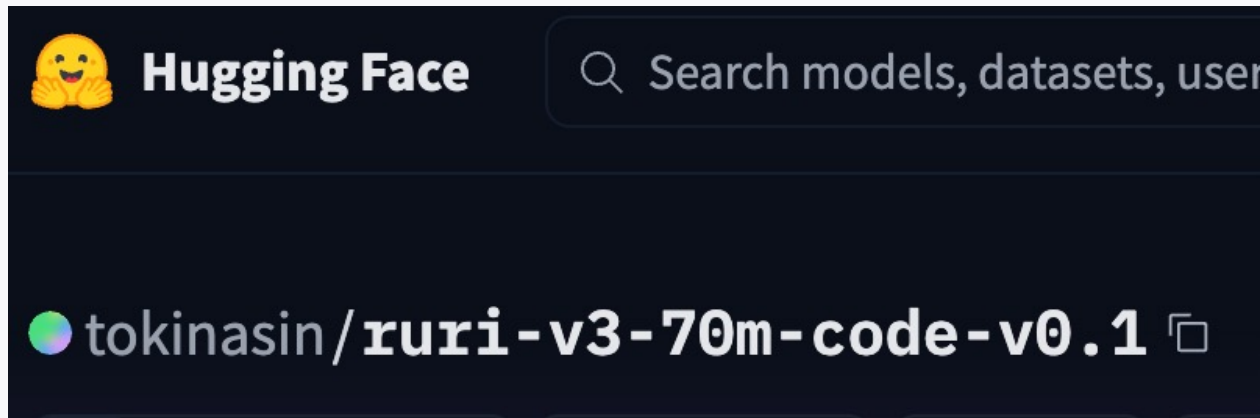 Hugging Face
Search models, datasets, user
tokinasin/ruri-v3-70m-code-v0.1